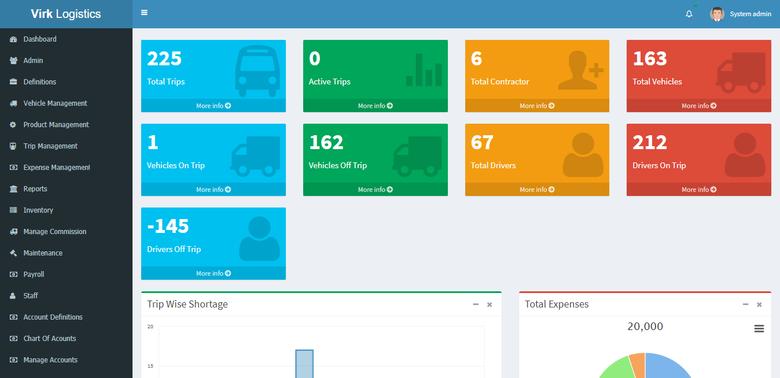 Virk Logistics
System admin
Dashboard
Admin
Definitions
Vehicle Management
Product Management
Trip Management
Expense Management
Reports
Inventory
Manage Commission
Maintenance
Payroll
Staff
Account Definitions
Chart Of Acounts
Manage Accounts
225
Total Trips
More info
0
Active Trips
More info
6
Total Contractor
More info
163
Total Vehicles
More info
1
Vehicles On Trip
More info
162
Vehicles Off Trip
More info
67
Total Drivers
More info
212
Drivers On Trip
More info
-145
Drivers Off Trip
More info
Trip Wise Shortage
20
15
Total Expenses
20,000